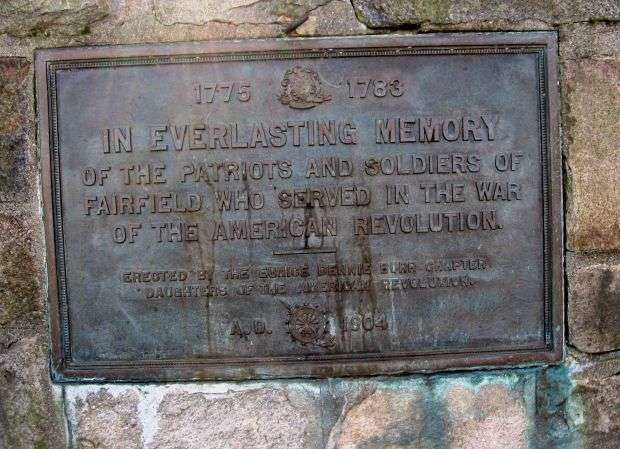 1775 1783
IN EVERLASTING MEMORY
OF THE PATRIOTS AND SOLDIERS OF
FAIRFIELD WHO SERVED IN THE WAR
OF THE AMERICAN REVOLUTION.
ERECTED BY THE EUNICE DENNIE BURR CHAPTER,
DAUGHTERS OF THE AMERICAN REVOLUTION.
A.D. 1904